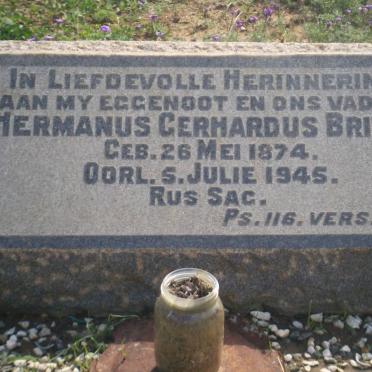 IN LIEFDEVOLLE HERINNERIN
AAN MY EGGENOOT EN ONS VAD
HERMANUS GERHARDUS BRI
GEB. 26 MEI 1874.
OORL. 5. JULIE 1945.
RUS SAG.
PS. 116. VERS.